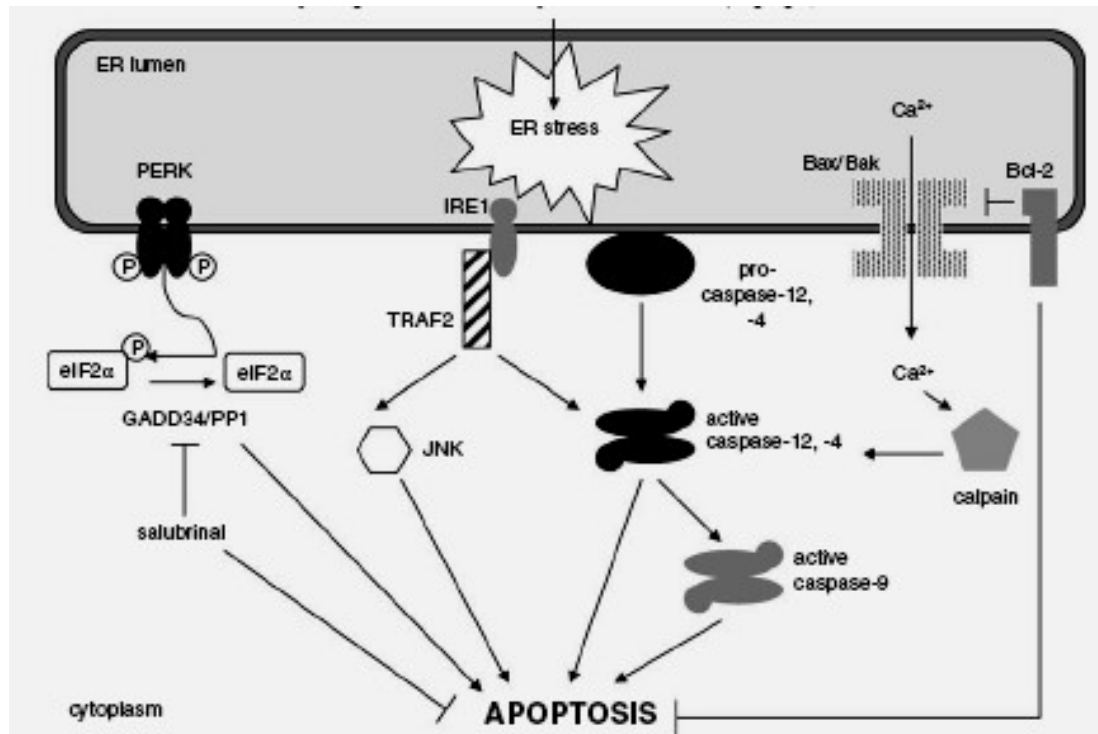 ER lumen
ER stress
Ca²⁺
PERK
Bax/Bak
Bcl-2
IRE1
P
P
pro-
caspase-12,
-4
TRAF2
P
eIF2α
eIF2α
Ca²⁺
GADD34/PP1
JNK
active
caspase-12, -4
calpain
salubrinal
active
caspase-9
cytoplasm
APOPTOSIS